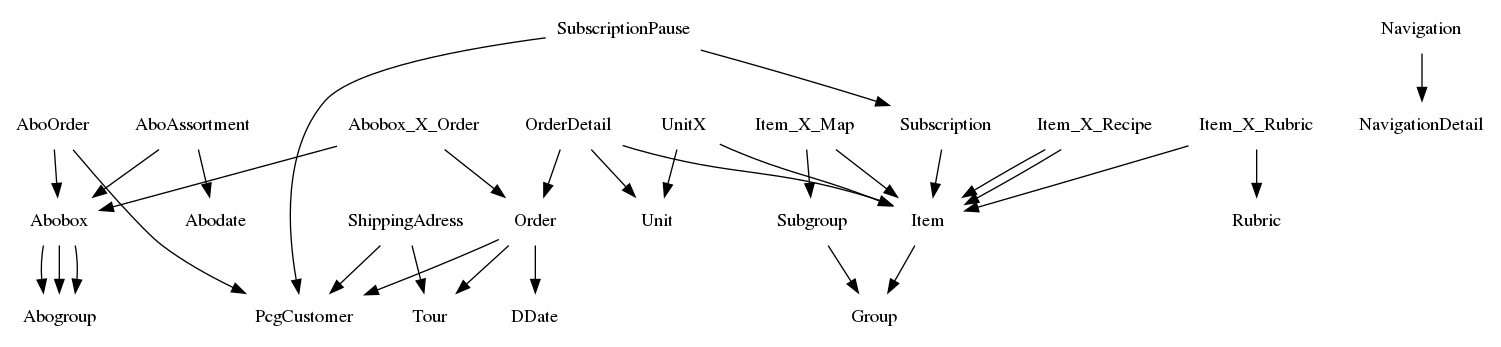 SubscriptionPause
Navigation
AboOrder
AboAssortment
Abobox_X_Order
OrderDetail
UnitX
Item_X_Map
Subscription
Item_X_Recipe
Item_X_Rubric
NavigationDetail
Abobox
Abodate
ShippingAdress
Order
Unit
Subgroup
Item
Rubric
Abogroup
PcgCustomer
Tour
DDate
Group